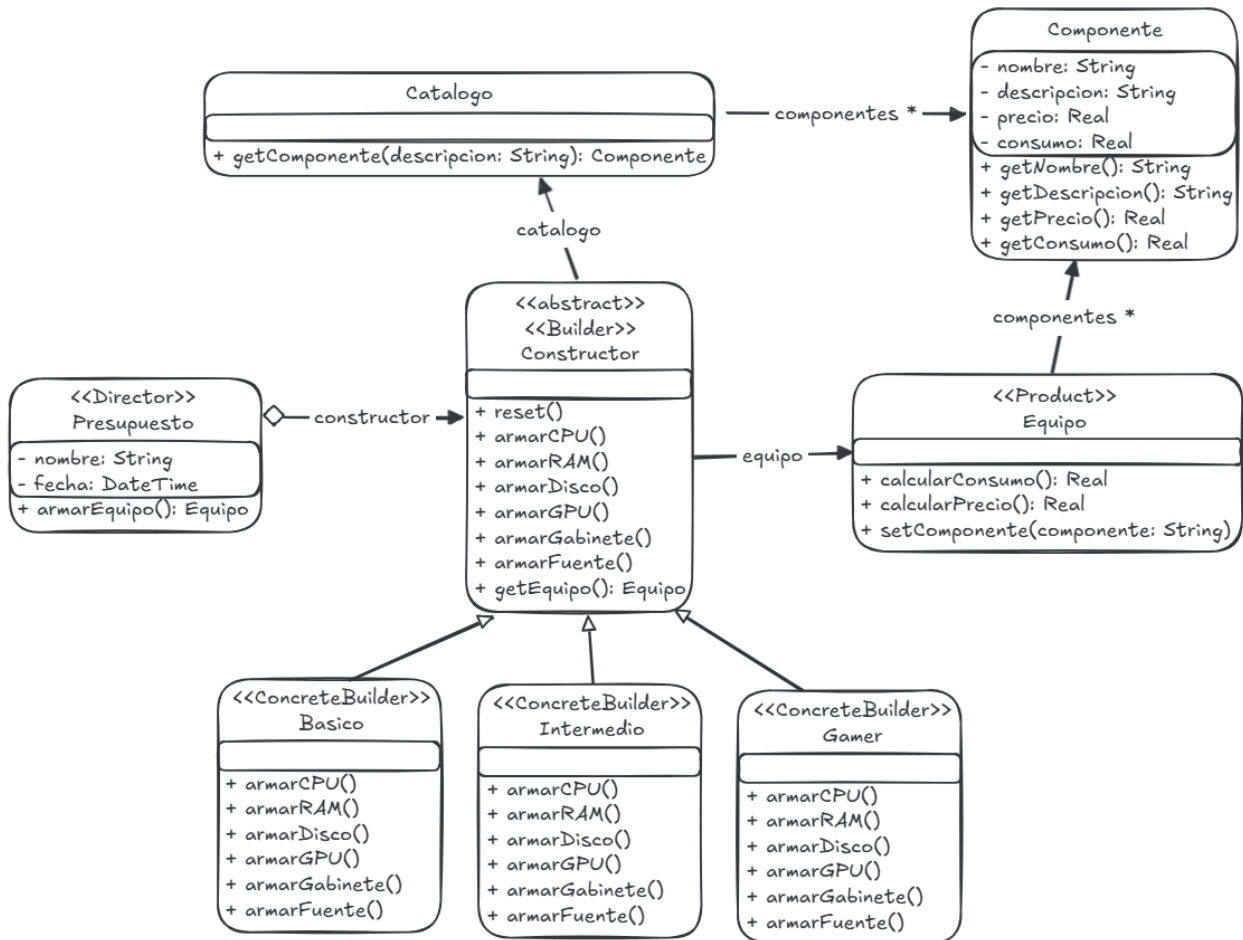 Componente
- nombre: String
- descripcion: String
- precio: Real
- consumo: Real
+ getNombre(): String
+ getDescripcion(): String
+ getPrecio(): Real
+ getConsumo(): Real
Catalogo
+ getComponente(descripcion: String): Componente
componentes *
catalogo
componentes *
<<abstract>>
<<Builder>>
Constructor
+ reset()
+ armarCPU()
+ armarRAM()
+ armarDisco()
+ armarGPU()
+ armarGabinete()
+ armarFuente()
+ getEquipo(): Equipo
<<Director>>
Presupuesto
- nombre: String
- fecha: DateTime
+ armarEquipo(): Equipo
constructor
equipo
<<Product>>
Equipo
+ calcularConsumo(): Real
+ calcularPrecio(): Real
+ setComponente(componente: String)
<<ConcreteBuilder>>
Basico
+ armarCPU()
+ armarRAM()
+ armarDisco()
+ armarGPU()
+ armarGabinete()
+ armarFuente()
<<ConcreteBuilder>>
Intermedio
+ armarCPU()
+ armarRAM()
+ armarDisco()
+ armarGPU()
+ armarGabinete()
+ armarFuente()
<<ConcreteBuilder>>
Gamer
+ armarCPU()
+ armarRAM()
+ armarDisco()
+ armarGPU()
+ armarGabinete()
+ armarFuente()